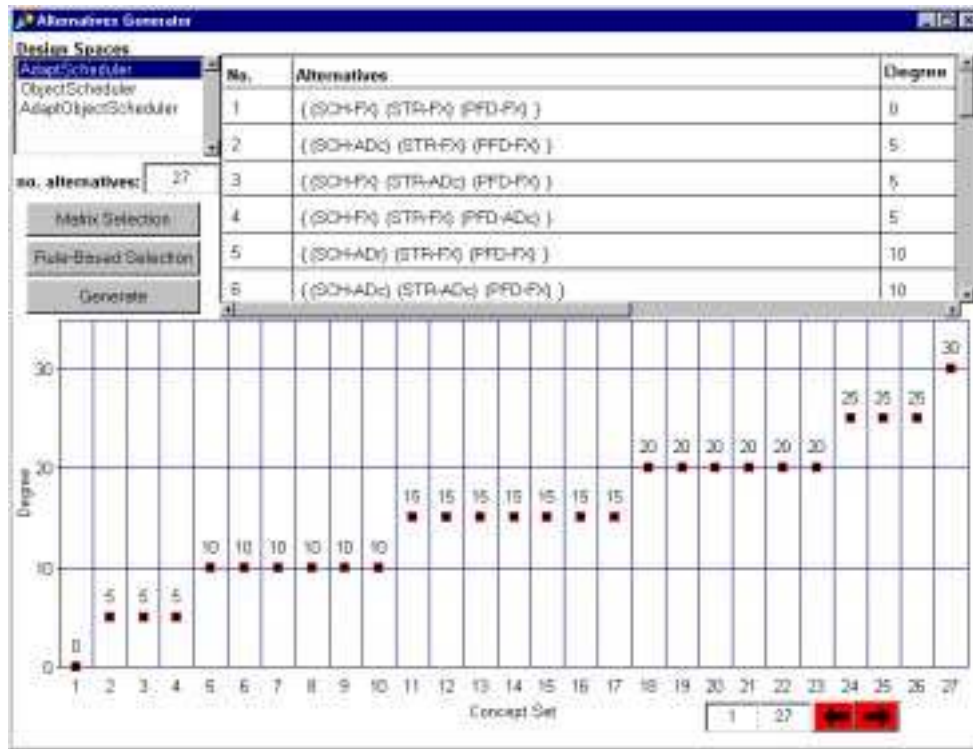 Alternatives Generator
Design Spaces
AdaptScheduler
ObjectScheduler
AdaptObjectScheduler
no. alternatives: 27
Matrix Selection
Rule-Based Selection
Generate
No. Alternatives Degree
1 { (SCH-FX) (STR-FX) (PFD-FX) } 0
2 { (SCH-ADc) (STR-FX) (PFD-FX) } 5
3 { (SCH-FX) (STR-ADc) (PFD-FX) } 5
4 { (SCH-FX) (STR-FX) (PFD-ADc) } 5
5 { (SCH-ADr) (STR-FX) (PFD-FX) } 10
6 { (SCH-ADc) (STR-ADc) (PFD-FX) } 10
30
20
10
0
Degree
0 5 5 5 10 10 10 10 10 10 15 15 15 15 15 15 15 20 20 20 20 20 20 25 25 25 30
1 2 3 4 5 6 7 8 9 10 11 12 13 14 15 16 17 18 19 20 21 22 23 24 25 26 27
Concept Set
1 27